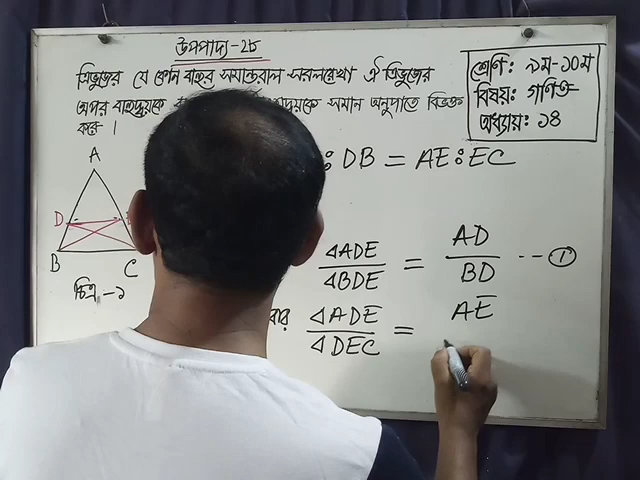 উপপাদ্য-২৮
ত্রিভুজের যে কোন বাহুর সমান্তরাল সরলরেখা ঐ ত্রিভুজের
অপর বাহুদ্বয়কে সমান অনুপাতে বিভক্ত
করে।
শ্রেণি: ৯ম-১০ম
বিষয়: গণিত
অধ্যায়: ১৪
: DB = AE : EC
A
D
B C
চিত্র-১
△ADE / △BDE = AD / BD --- ①
△ADE / △DEC = AE